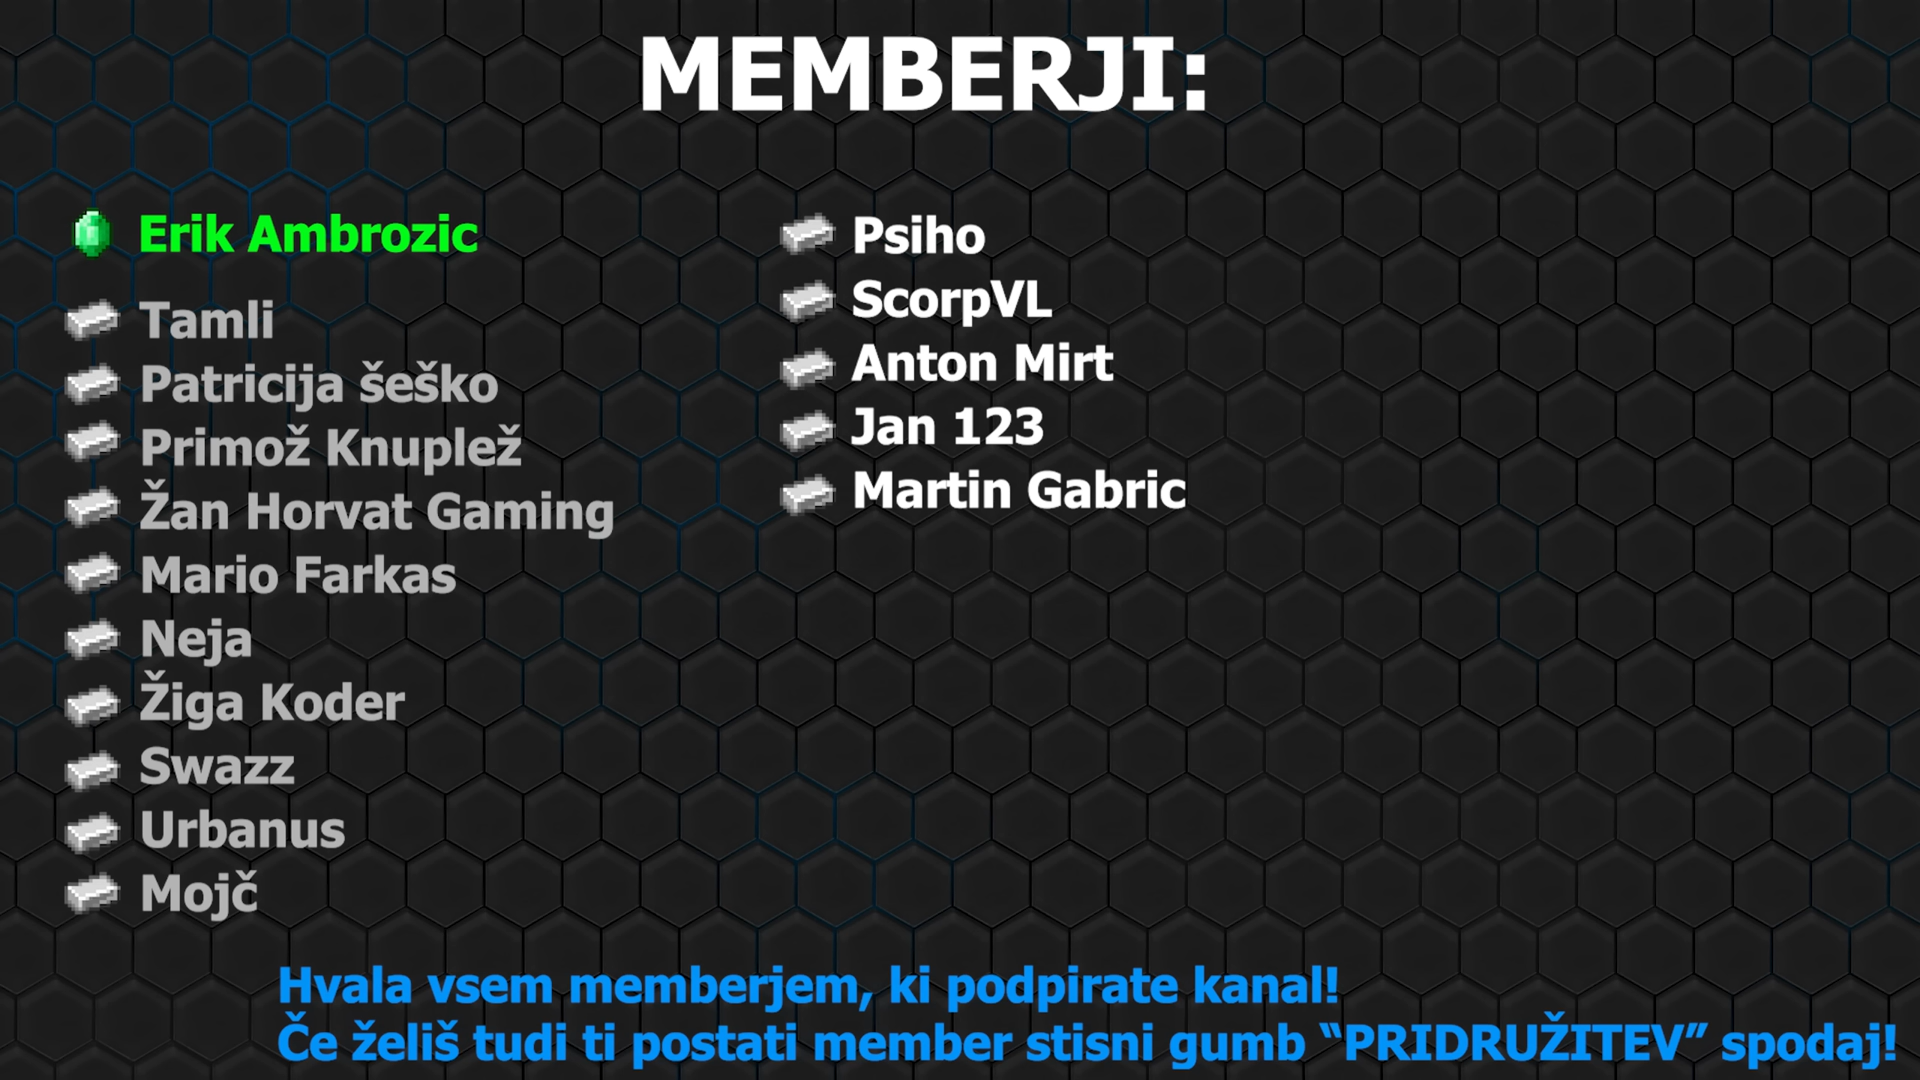 MEMBERJI:
Erik Ambrozic
Tamli
Patricija šeško
Primož Knuplež
Žan Horvat Gaming
Mario Farkas
Neja
Žiga Koder
Swazz
Urbanus
Mojč
Psiho
ScorpVL
Anton Mirt
Jan 123
Martin Gabric
Hvala vsem memberjem, ki podpirate kanal!
Če želiš tudi ti postati member stisni gumb “PRIDRUŽITEV” spodaj!